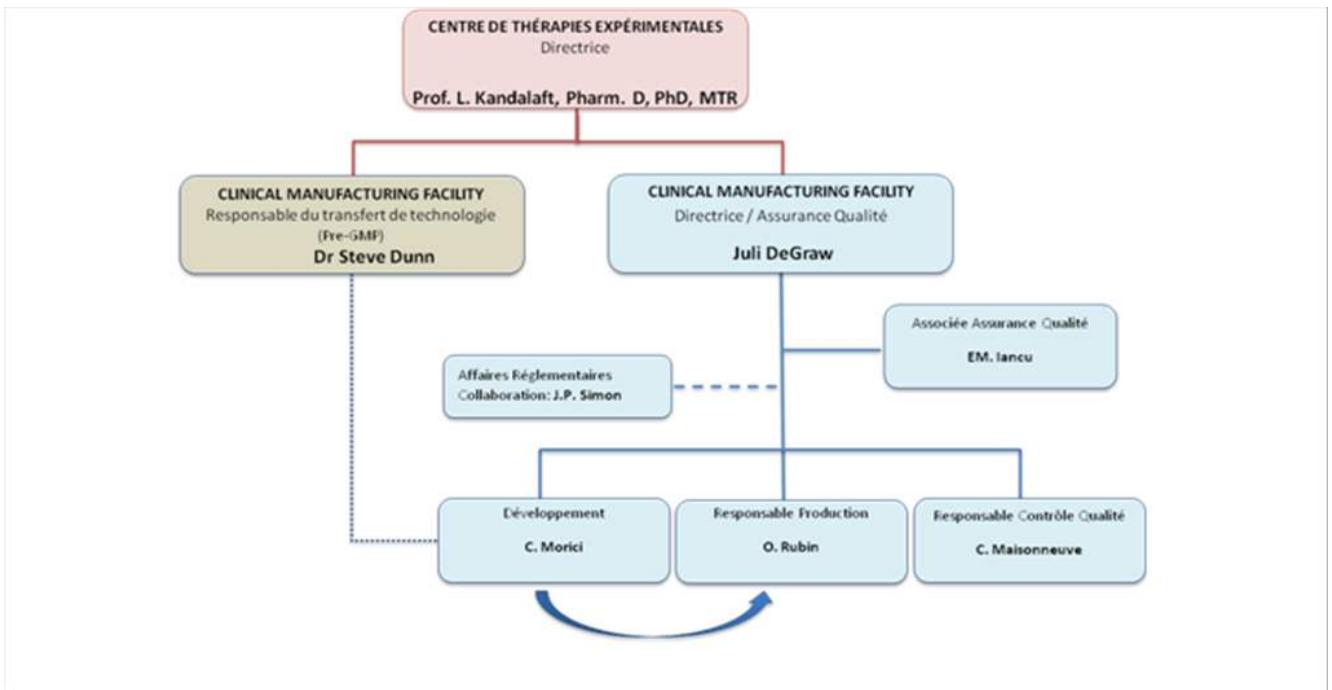 CENTRE DE THÉRAPIES EXPÉRIMENTALES
Directrice
Prof. L. Kandalaft, Pharm. D, PhD, MTR
CLINICAL MANUFACTURING FACILITY
Responsable du transfert de technologie
(Pre-GMP)
Dr Steve Dunn
CLINICAL MANUFACTURING FACILITY
Directrice / Assurance Qualité
Juli DeGraw
Associée Assurance Qualité
EM. Iancu
Affaires Réglementaires
Collaboration: J.P. Simon
Développement
C. Morici
Responsable Production
O. Rubin
Responsable Contrôle Qualité
C. Maisonneuve